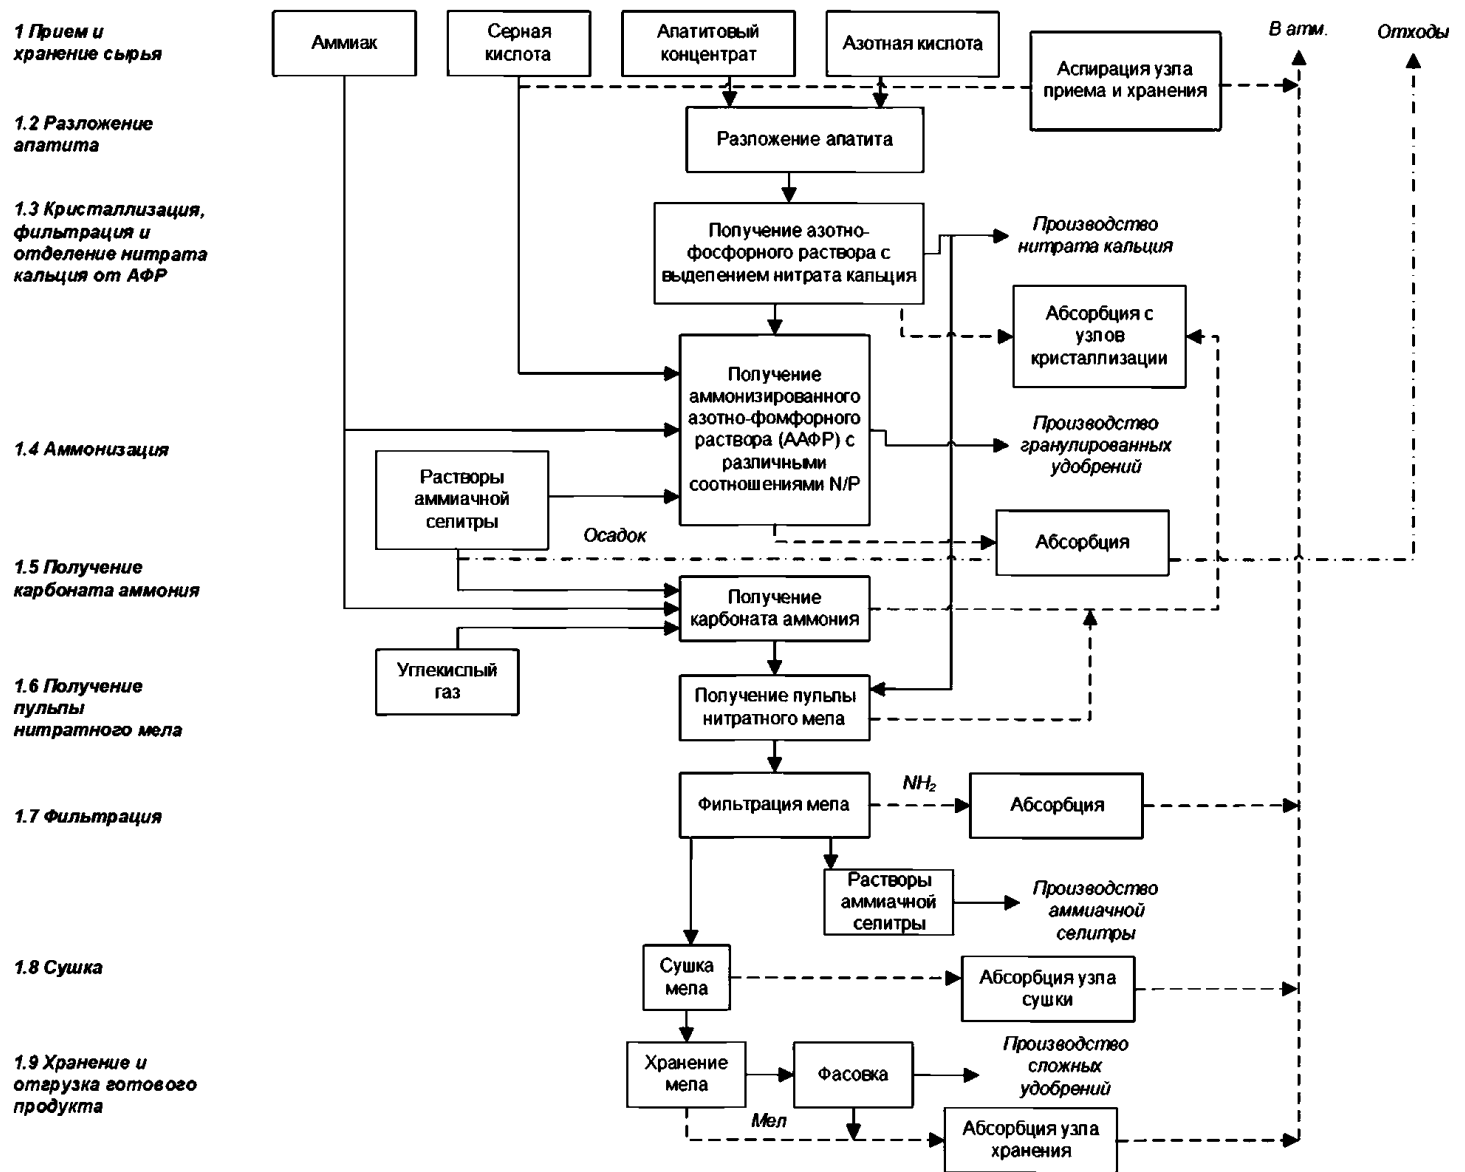 1 Прием и
хранение сырья
Аммиак
Серная
кислота
Апатитовый
концентрат
Азотная кислота
Аспирация узла
приема и хранения
В атм.
Отходы
1.2 Разложение
апатита
Разложение апатита
1.3 Кристаллизация,
фильтрация и
отделение нитрата
кальция от АФР
Получение азотно-
фосфорного раствора с
выделением нитрата кальция
Производство
нитрата кальция
Абсорбция с
узлов
кристаллизации
Получение
аммонизированного
азотно-фомфорного
раствора (ААФР) с
различными
соотношениями N/P
Производство
гранулированных
удобрений
1.4 Аммонизация
Растворы
аммиачной
селитры
Осадок
Абсорбция
1.5 Получение
карбоната аммония
Получение
карбоната аммония
Углекислый
газ
1.6 Получение
пульпы
нитратного мела
Получение пульпы
нитратного мела
1.7 Фильтрация
Фильтрация мела
NH₂
Абсорбция
Растворы
аммиачной
селитры
Производство
аммиачной
селитры
1.8 Сушка
Сушка
мела
Абсорбция узла
сушки
1.9 Хранение и
отгрузка готового
продукта
Хранение
мела
Фасовка
Производство
сложных
удобрений
Мел
Абсорбция узла
хранения